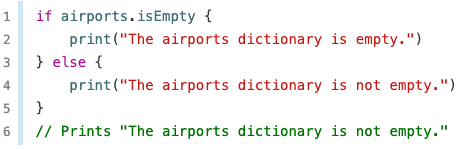 1 if airports.isEmpty {
2     print("The airports dictionary is empty.")
3 } else {
4     print("The airports dictionary is not empty.")
5 }
6 // Prints "The airports dictionary is not empty."